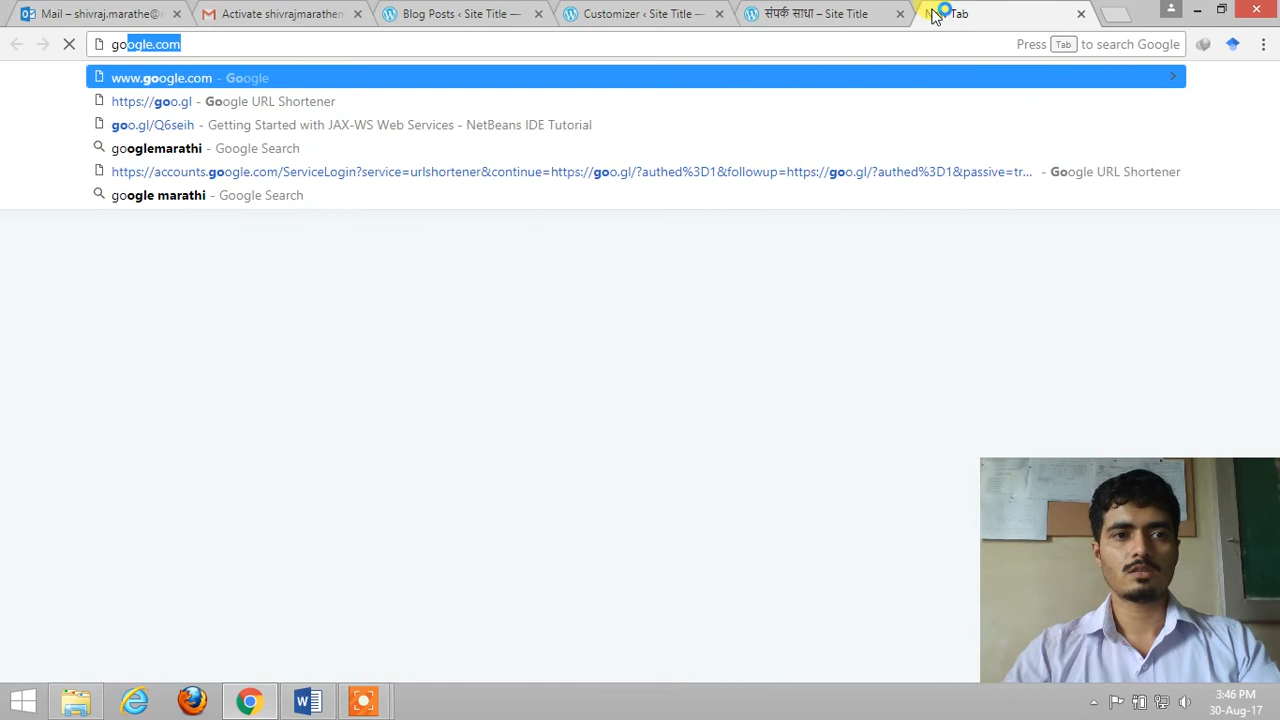 Mail – shivraj.marathe@n
Activate shivrajmarathem
Blog Posts ‹ Site Title —
Customizer ‹ Site Title —
संपर्क साधा – Site Title
Tab
google.com
Press Tab to search Google
www.google.com - Google
https://goo.gl - Google URL Shortener
goo.gl/Q6seih - Getting Started with JAX-WS Web Services - NetBeans IDE Tutorial
googlemarathi - Google Search
https://accounts.google.com/ServiceLogin?service=urlshortener&continue=https://goo.gl/?authed%3D1&followup=https://goo.gl/?authed%3D1&passive=tr... - Google URL Shortener
google marathi - Google Search
3:46 PM
30-Aug-17